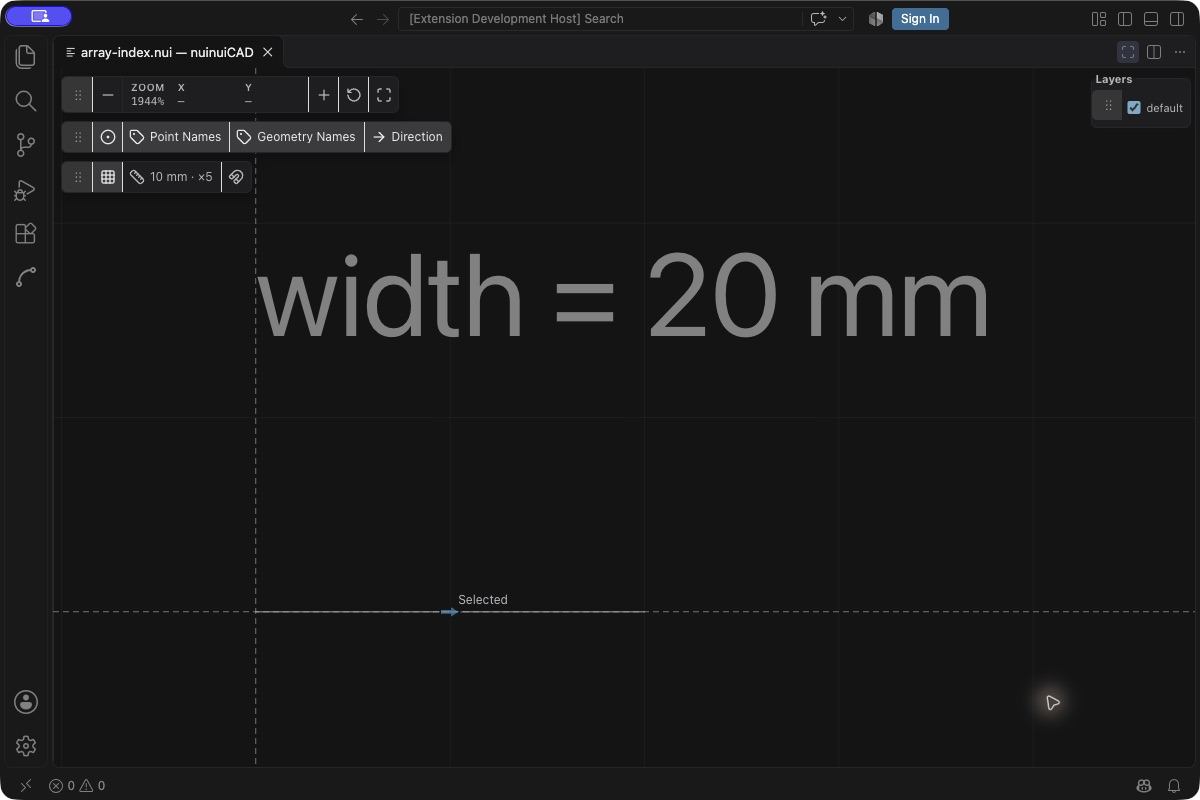 [Extension Development Host] Search
Sign In
array-index.nui — nuinuiCAD
ZOOM X Y
1944% – –
Layers
default
Point Names
Geometry Names
Direction
10 mm · ×5
width = 20 mm
Selected
0 0